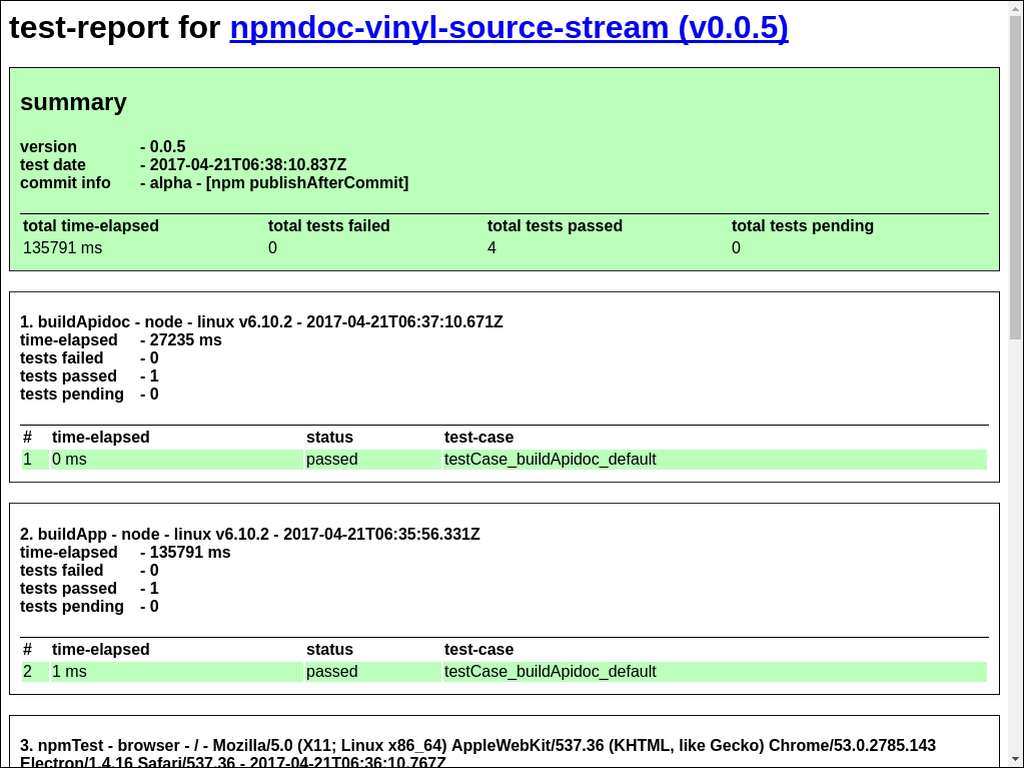 test-report for npmdoc-vinyl-source-stream (v0.0.5)
summary
version - 0.0.5
test date - 2017-04-21T06:38:10.837Z
commit info - alpha - [npm publishAfterCommit]
total time-elapsed total tests failed total tests passed total tests pending
135791 ms 0 4 0
1. buildApidoc - node - linux v6.10.2 - 2017-04-21T06:37:10.671Z
time-elapsed - 27235 ms
tests failed - 0
tests passed - 1
tests pending - 0
# time-elapsed status test-case
1 0 ms passed testCase_buildApidoc_default
2. buildApp - node - linux v6.10.2 - 2017-04-21T06:35:56.331Z
time-elapsed - 135791 ms
tests failed - 0
tests passed - 1
tests pending - 0
# time-elapsed status test-case
2 1 ms passed testCase_buildApidoc_default
3. npmTest - browser - / - Mozilla/5.0 (X11; Linux x86_64) AppleWebKit/537.36 (KHTML, like Gecko) Chrome/53.0.2785.143
Electron/1.4.16 Safari/537.36 - 2017-04-21T06:36:10.767Z